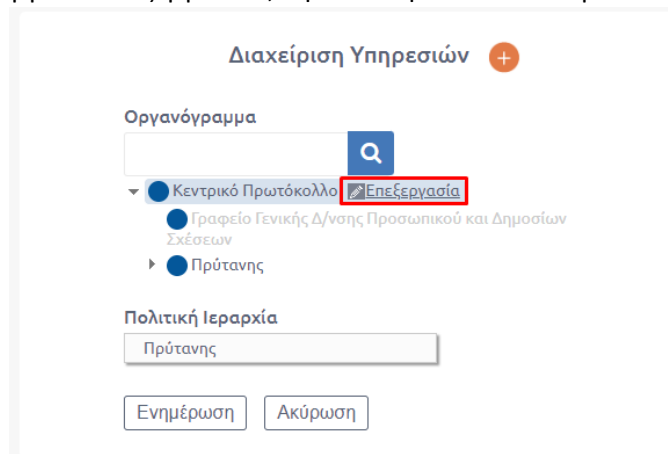 Διαχείριση Υπηρεσιών
Οργανόγραμμα
Κεντρικό Πρωτόκολλο Επεξεργασία
Γραφείο Γενικής Δ/νσης Προσωπικού και Δημοσίων
Σχέσεων
Πρύτανης
Πολιτική Ιεραρχία
Πρύτανης
Ενημέρωση Ακύρωση